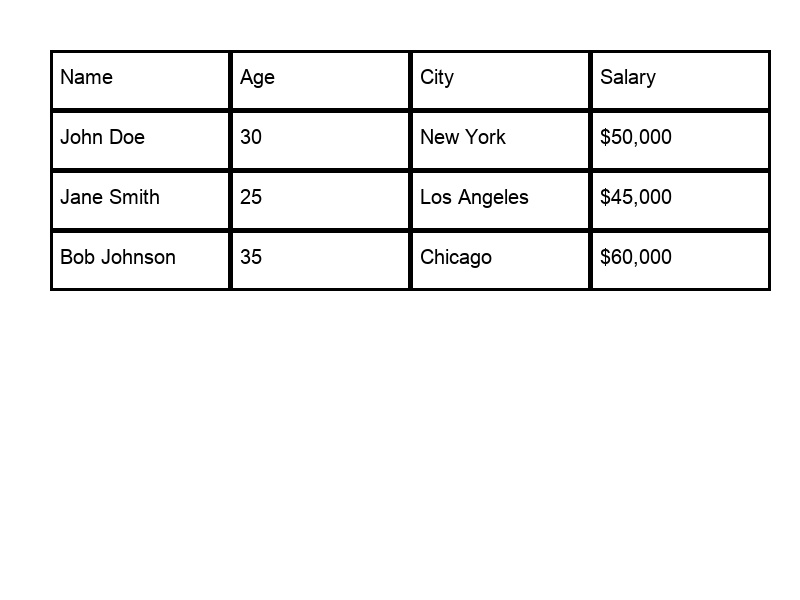 Name Age City Salary
John Doe 30 New York $50,000
Jane Smith 25 Los Angeles $45,000
Bob Johnson 35 Chicago $60,000